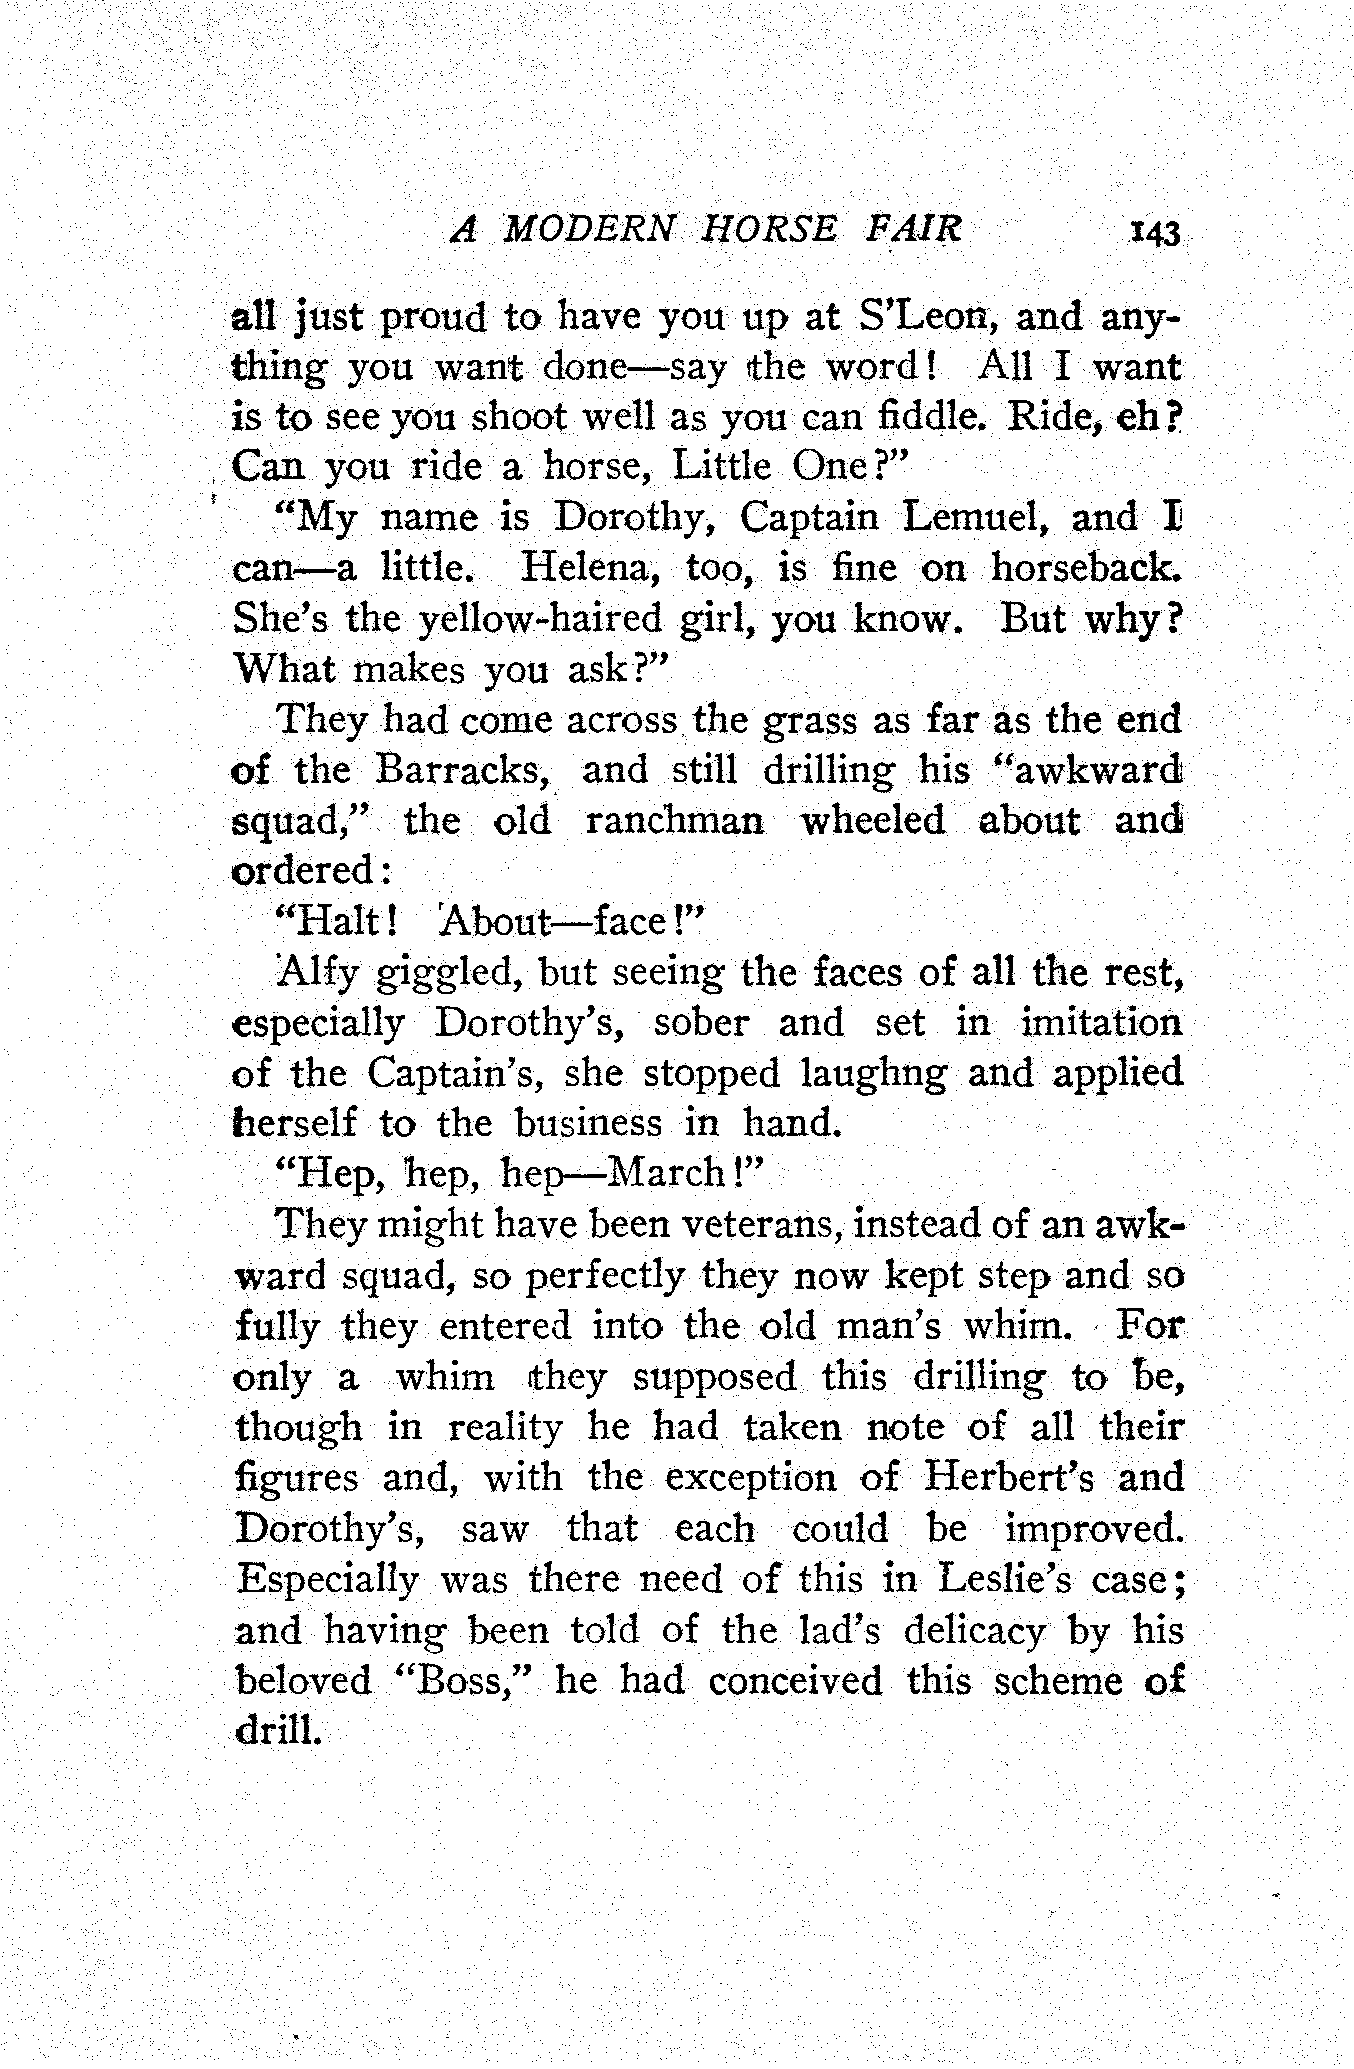 A MODERN HORSE FAIR 143
all just proud to have you up at S'Leon, and any-
thing you want done—say the word! All I want
is to see you shoot well as you can fiddle. Ride, eh?
Can you ride a horse, Little One?"
"My name is Dorothy, Captain Lemuel, and I
can—a little. Helena, too, is fine on horseback.
She's the yellow-haired girl, you know. But why?
What makes you ask?"
They had come across the grass as far as the end
of the Barracks, and still drilling his "awkward
squad," the old ranchman wheeled about and
ordered:
"Halt! About—face!"
Alfy giggled, but seeing the faces of all the rest,
especially Dorothy's, sober and set in imitation
of the Captain's, she stopped laughng and applied
herself to the business in hand.
"Hep, hep, hep—March!"
They might have been veterans, instead of an awk-
ward squad, so perfectly they now kept step and so
fully they entered into the old man's whim. For
only a whim they supposed this drilling to be,
though in reality he had taken note of all their
figures and, with the exception of Herbert's and
Dorothy's, saw that each could be improved.
Especially was there need of this in Leslie's case;
and having been told of the lad's delicacy by his
beloved "Boss," he had conceived this scheme of
drill.